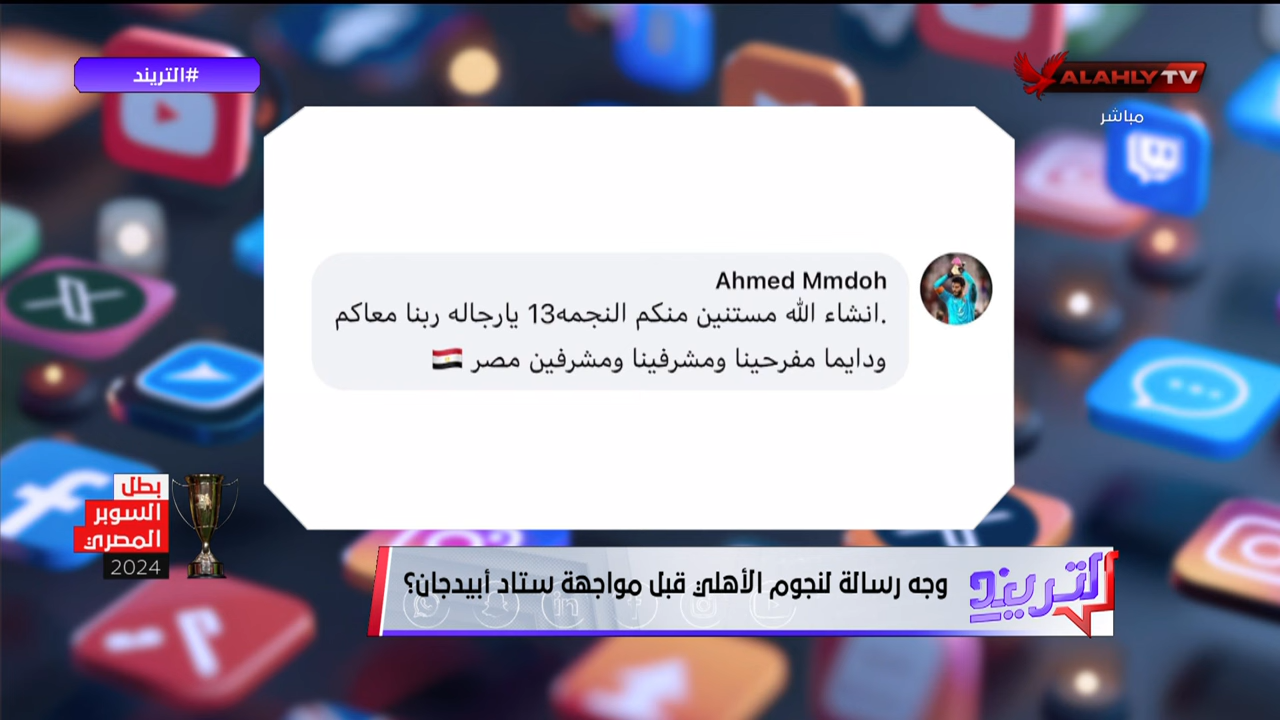 #التريند
ALAHLY TV
مباشر
Ahmed Mmdoh
.انشاء الله مستنين منكم النجمه13 يارجاله ربنا معاكم
ودايما مفرحينا ومشرفينا ومشرفين مصر 🇪🇬
بطل
السوبر
المصري
2024
التريند
وجه رسالة لنجوم الأهلي قبل مواجهة ستاد أبيدجان؟